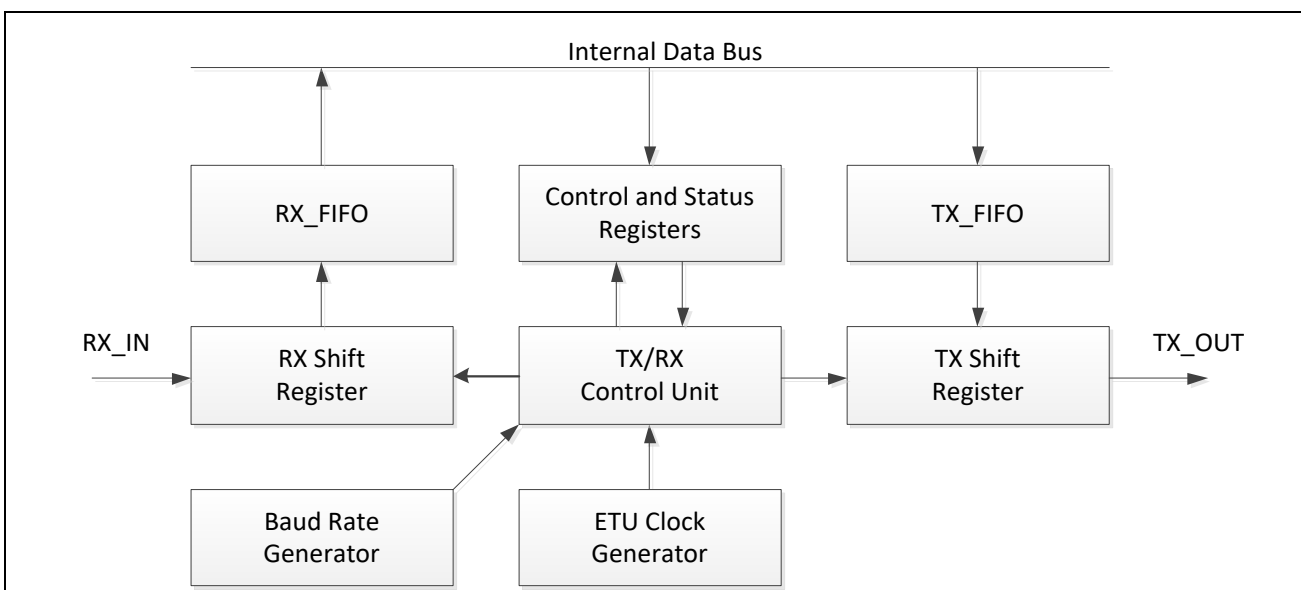 Internal Data Bus
RX_FIFO
Control and Status
Registers
TX_FIFO
RX_IN
RX Shift
Register
TX/RX
Control Unit
TX Shift
Register
TX_OUT
Baud Rate
Generator
ETU Clock
Generator